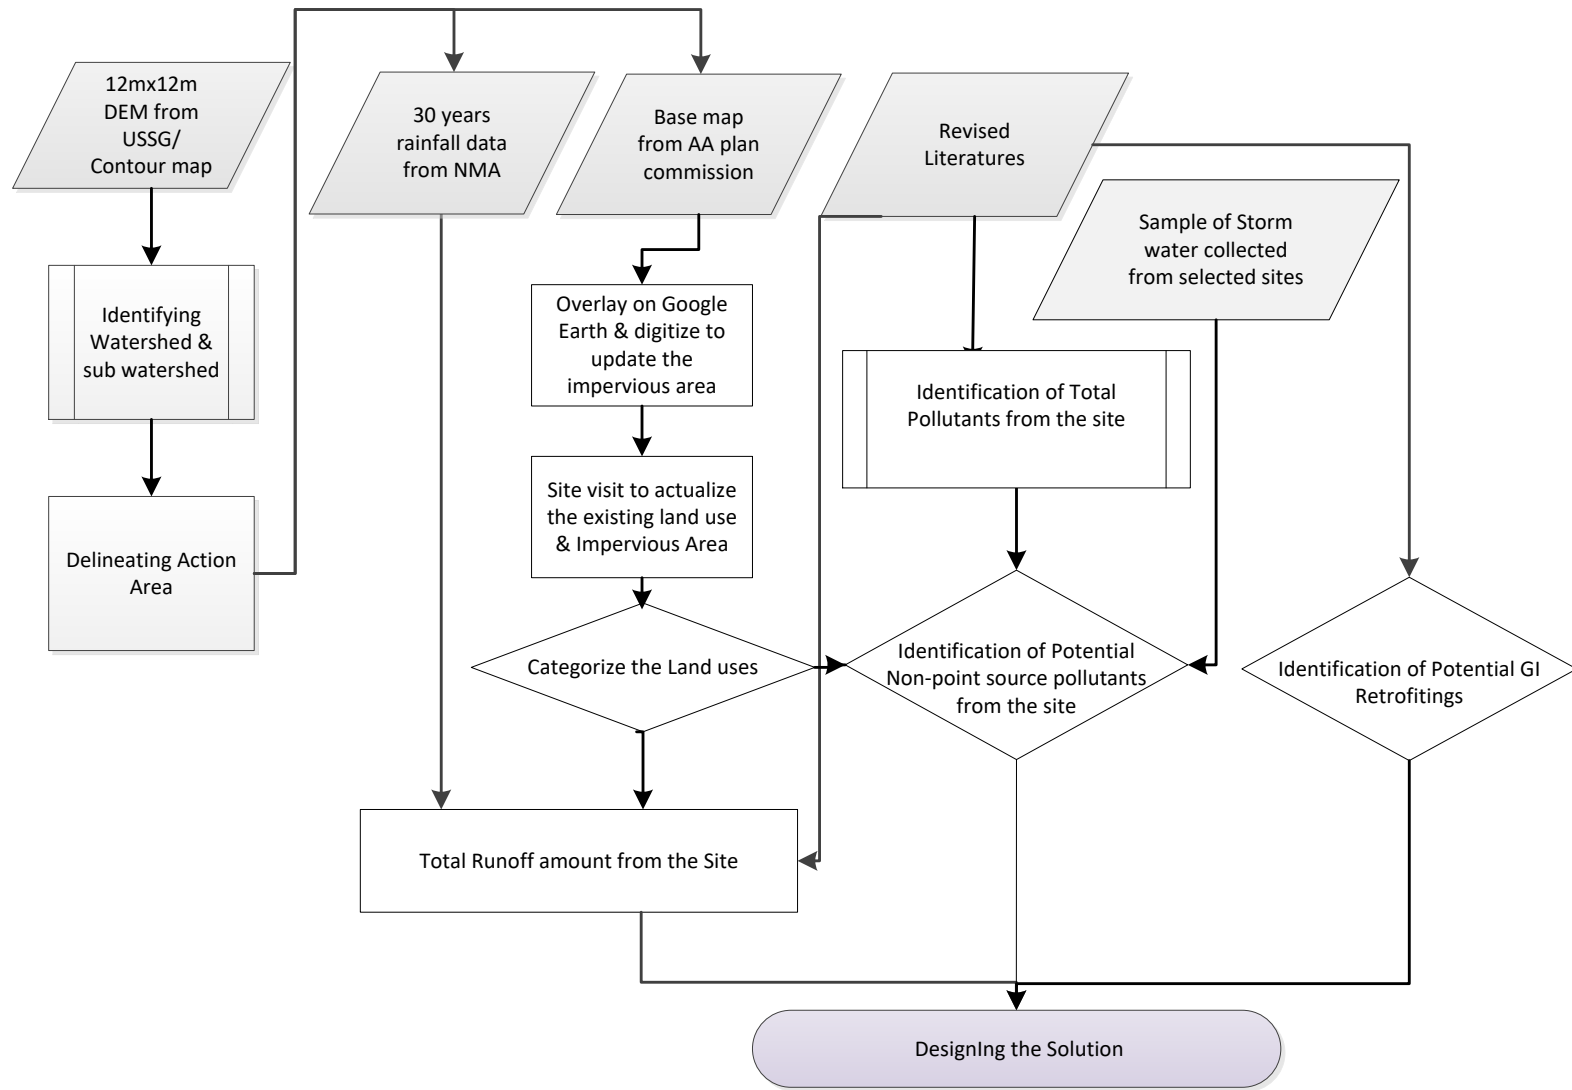 12mx12m
DEM from
USSG/
Contour map
30 years
rainfall data
from NMA
Base map
from AA plan
commission
Revised
Literatures
Sample of Storm
water collected
from selected sites
Identifying
Watershed &
sub watershed
Overlay on Google
Earth & digitize to
update the
impervious area
Identification of Total
Pollutants from the site
Delineating Action
Area
Site visit to actualize
the existing land use
& Impervious Area
Categorize the Land uses
Identification of Potential
Non-point source pollutants
from the site
Identification of Potential GI
Retrofitings
Total Runoff amount from the Site
DesignIng the Solution